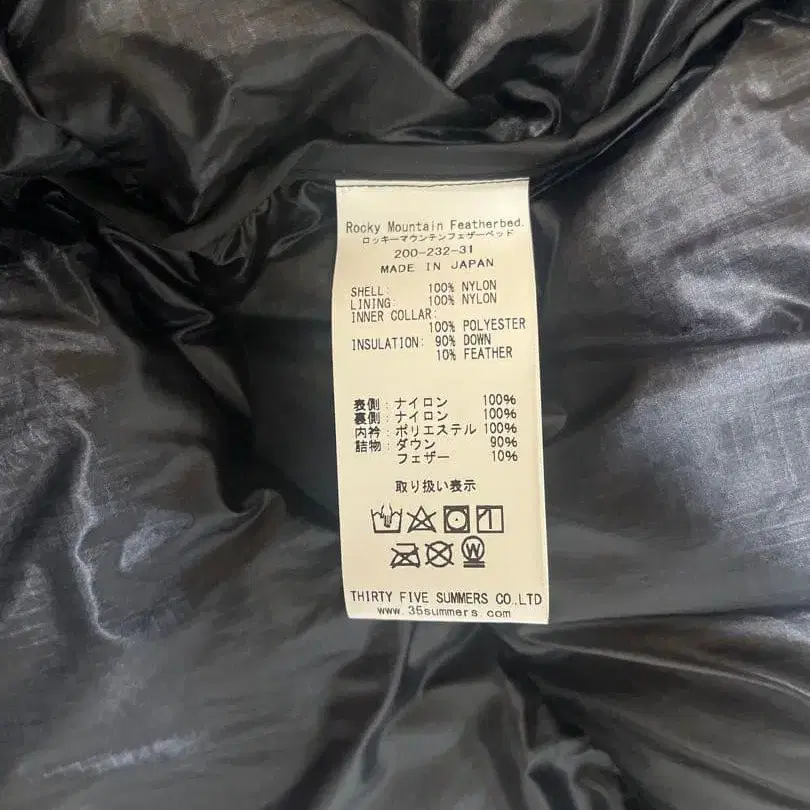 Rocky Mountain Featherbed.
ロッキーマウンテンフェザーベッド
200-232-31
MADE IN JAPAN
SHELL: 100% NYLON
LINING: 100% NYLON
INNER COLLAR:
100% POLYESTER
INSULATION: 90% DOWN
10% FEATHER
表側:ナイロン 100%
裏側:ナイロン 100%
内衿:ポリエステル 100%
詰物:ダウン 90%
フェザー 10%
取り扱い表示
W
THIRTY FIVE SUMMERS CO.,LTD
www.35summers.com